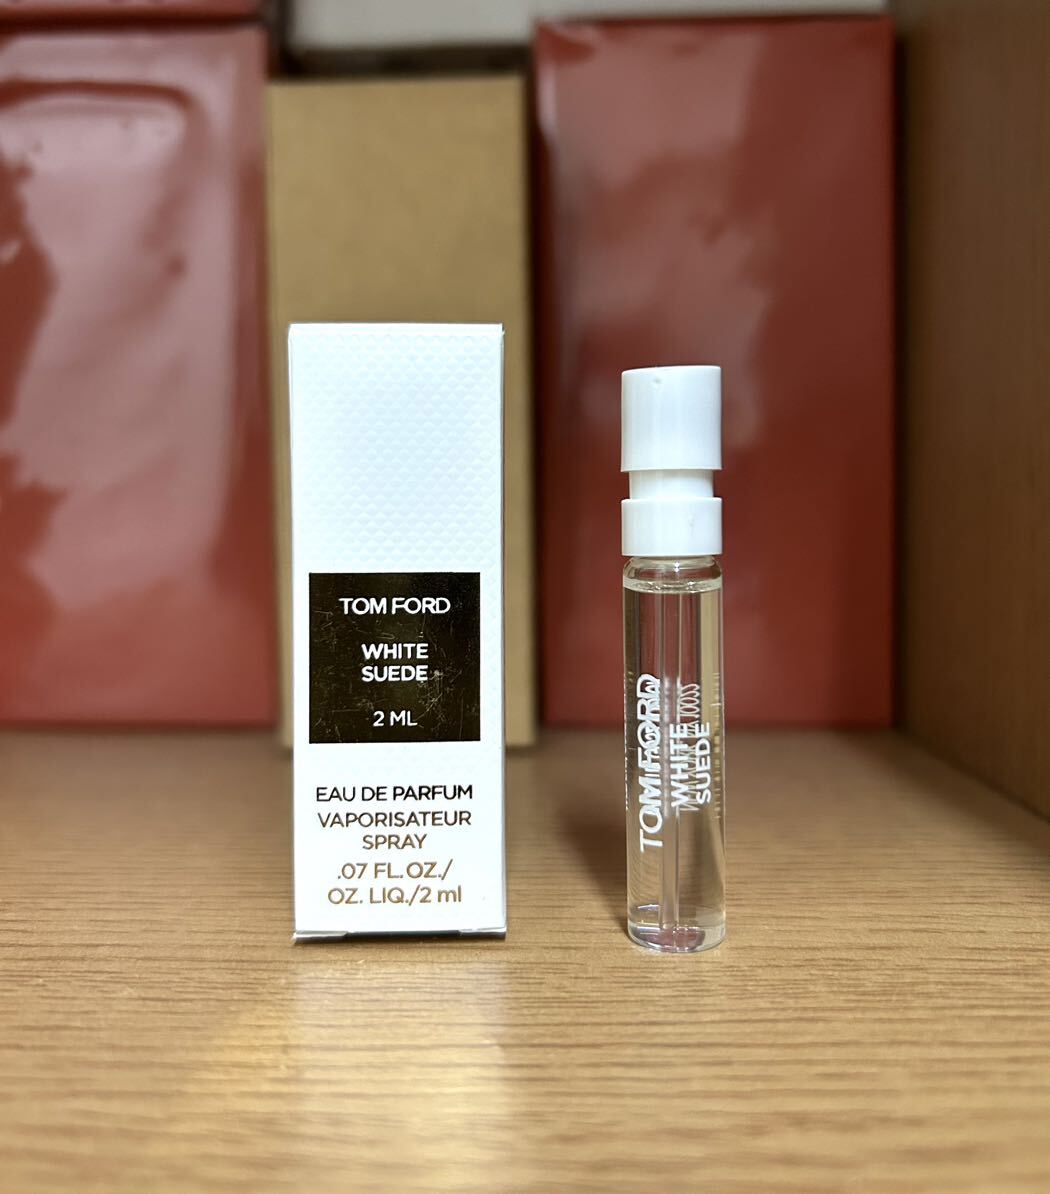 TOM FORD
WHITE
SUEDE
2 ML
EAU DE PARFUM
VAPORISATEUR
SPRAY
.07 FL. OZ./
OZ. LIQ./2 ml
TOM FORD
WHITE
SUEDE